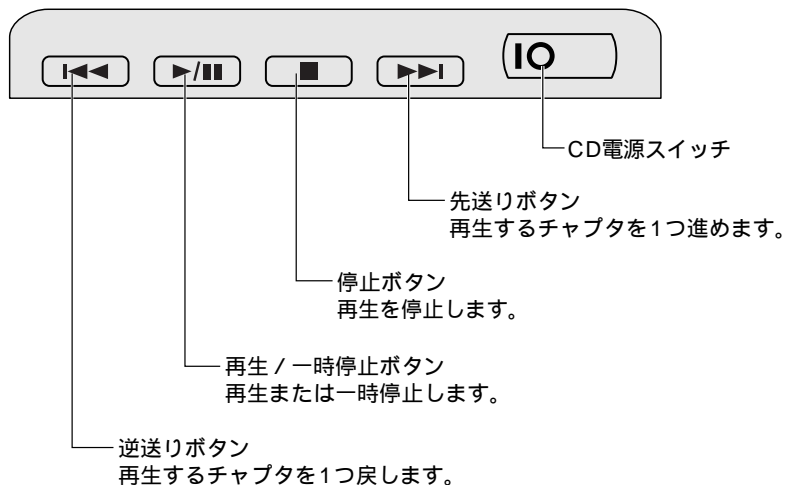 CD電源スイッチ
先送りボタン
再生するチャプタを1つ進めます。
停止ボタン
再生を停止します。
再生 / 一時停止ボタン
再生または一時停止します。
逆送りボタン
再生するチャプタを1つ戻します。